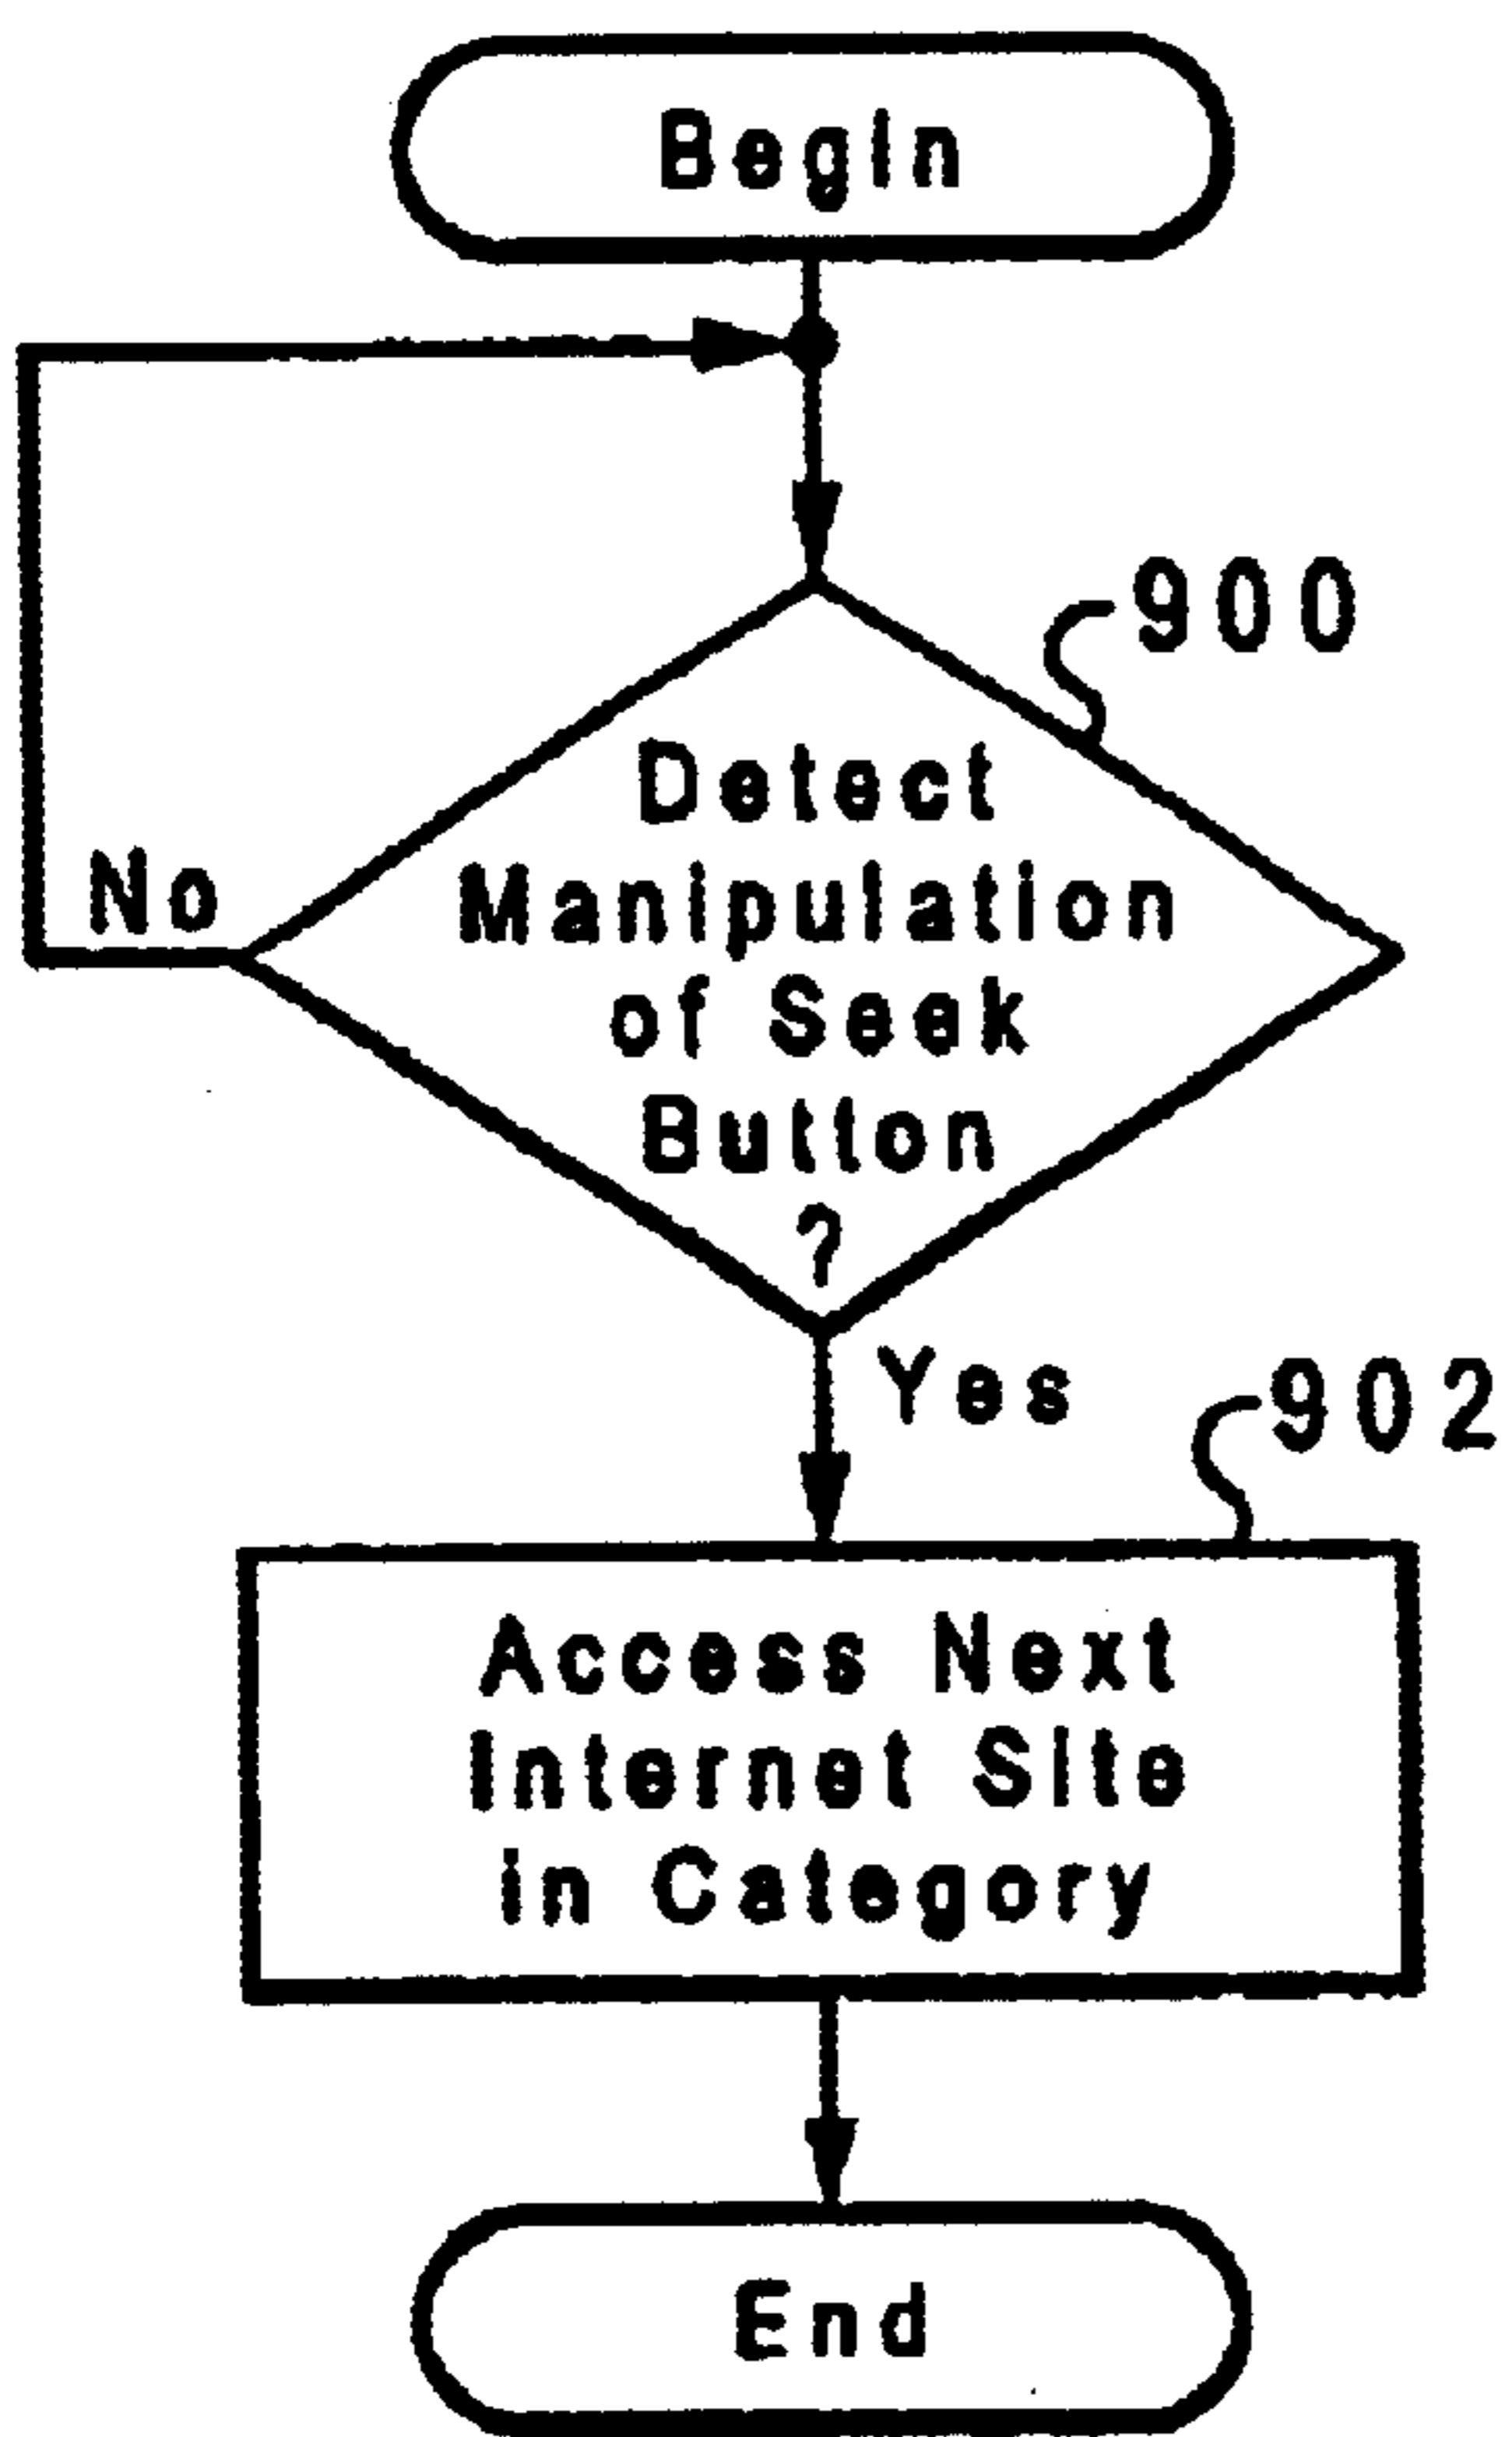 Begin
900
Detect
Manipulation
of Seek
Button
?
No
Yes
902
Access Next
Internet Site
in Category
End